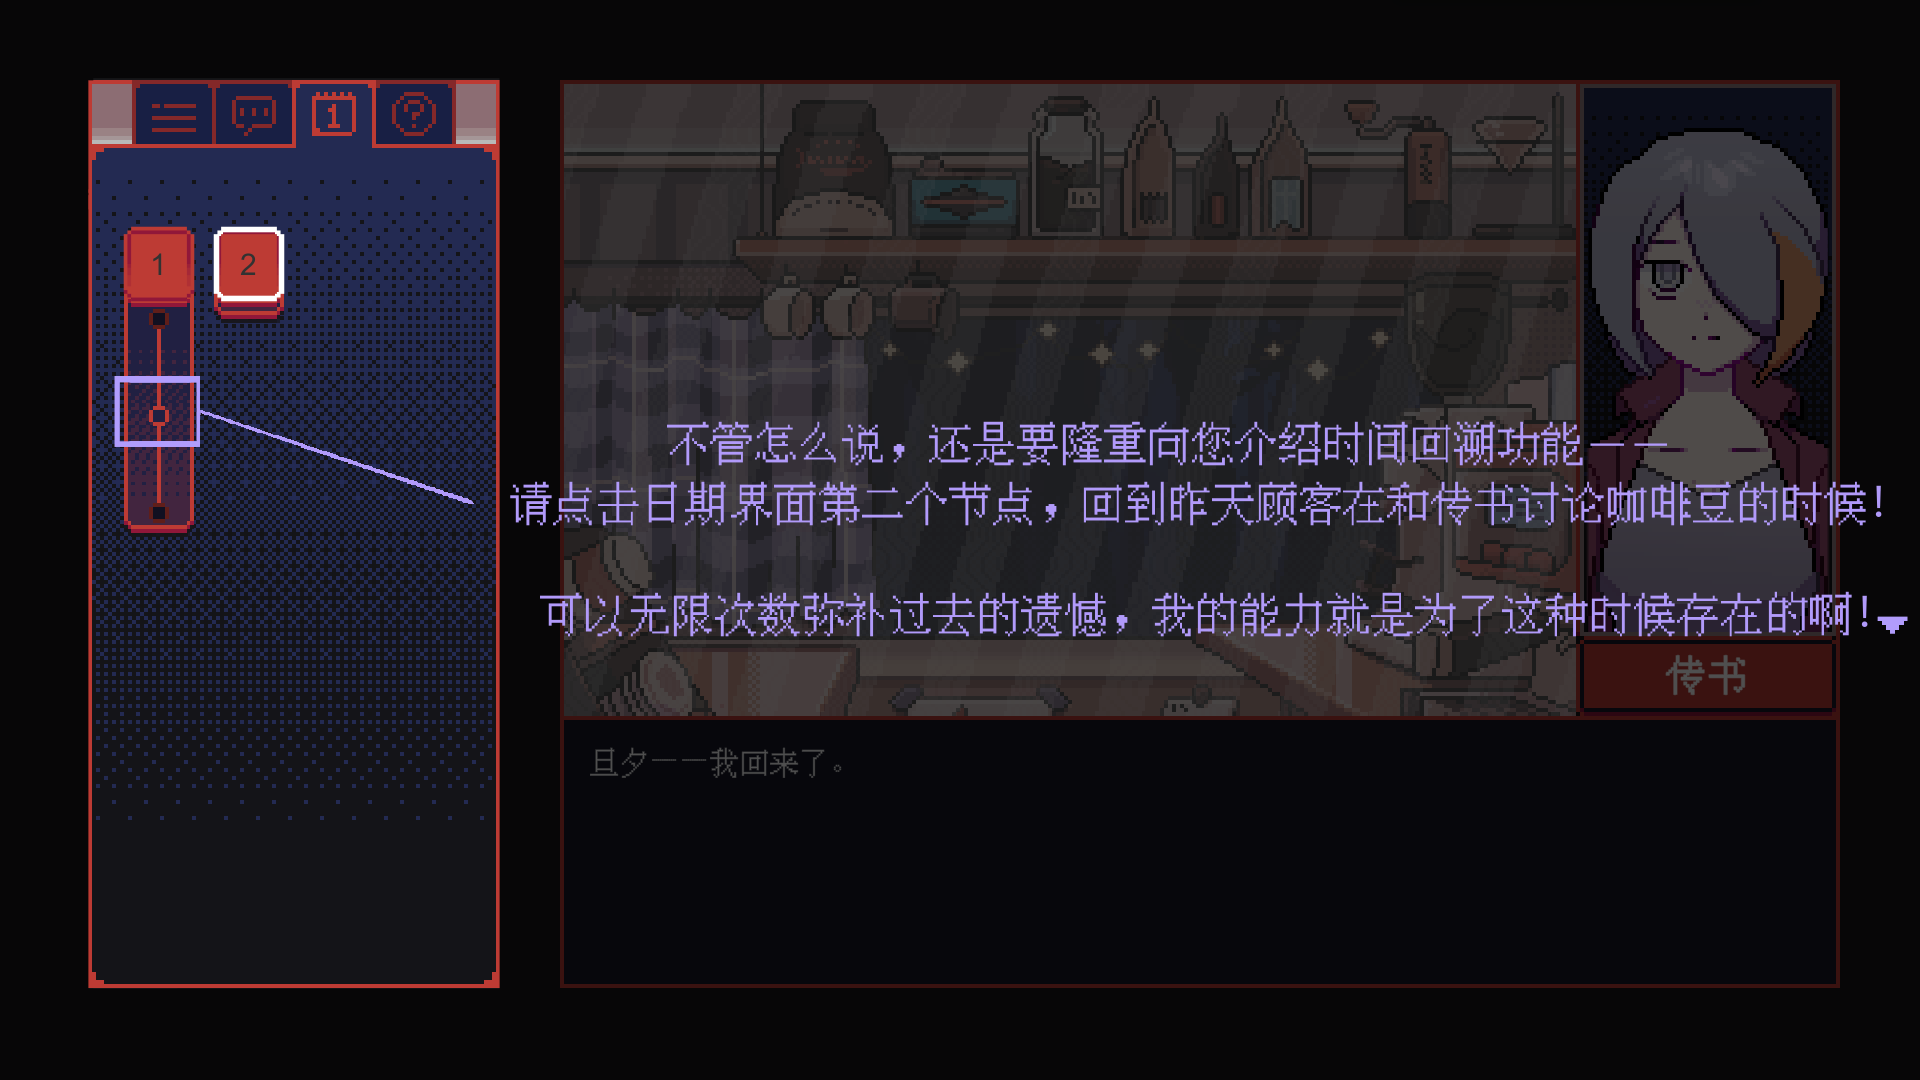 1
1
2
不管怎么说，还是要隆重向您介绍时间回溯功能——
请点击日期界面第二个节点，回到昨天顾客在和传书讨论咖啡豆的时候！
可以无限次数弥补过去的遗憾，我的能力就是为了这种时候存在的啊！
传书
旦夕——我回来了。